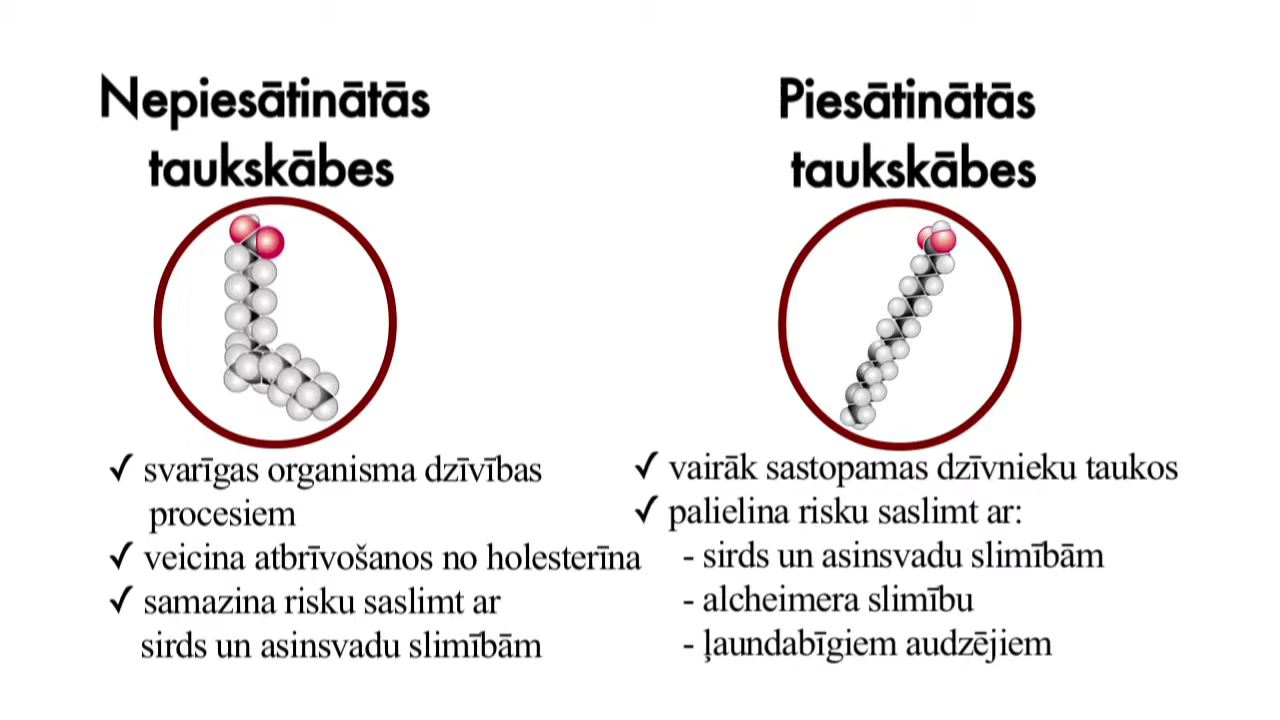 Nepiesātinātās
taukskābes
✓ svarīgas organisma dzīvības
procesiem
✓ veicina atbrīvošanos no holesterīna
✓ samazina risku saslimt ar
sirds un asinsvadu slimībām
Piesātinātās
taukskābes
✓ vairāk sastopamas dzīvnieku taukos
✓ palielina risku saslimt ar:
- sirds un asinsvadu slimībām
- alcheimera slimību
- ļaundabīgiem audzējiem